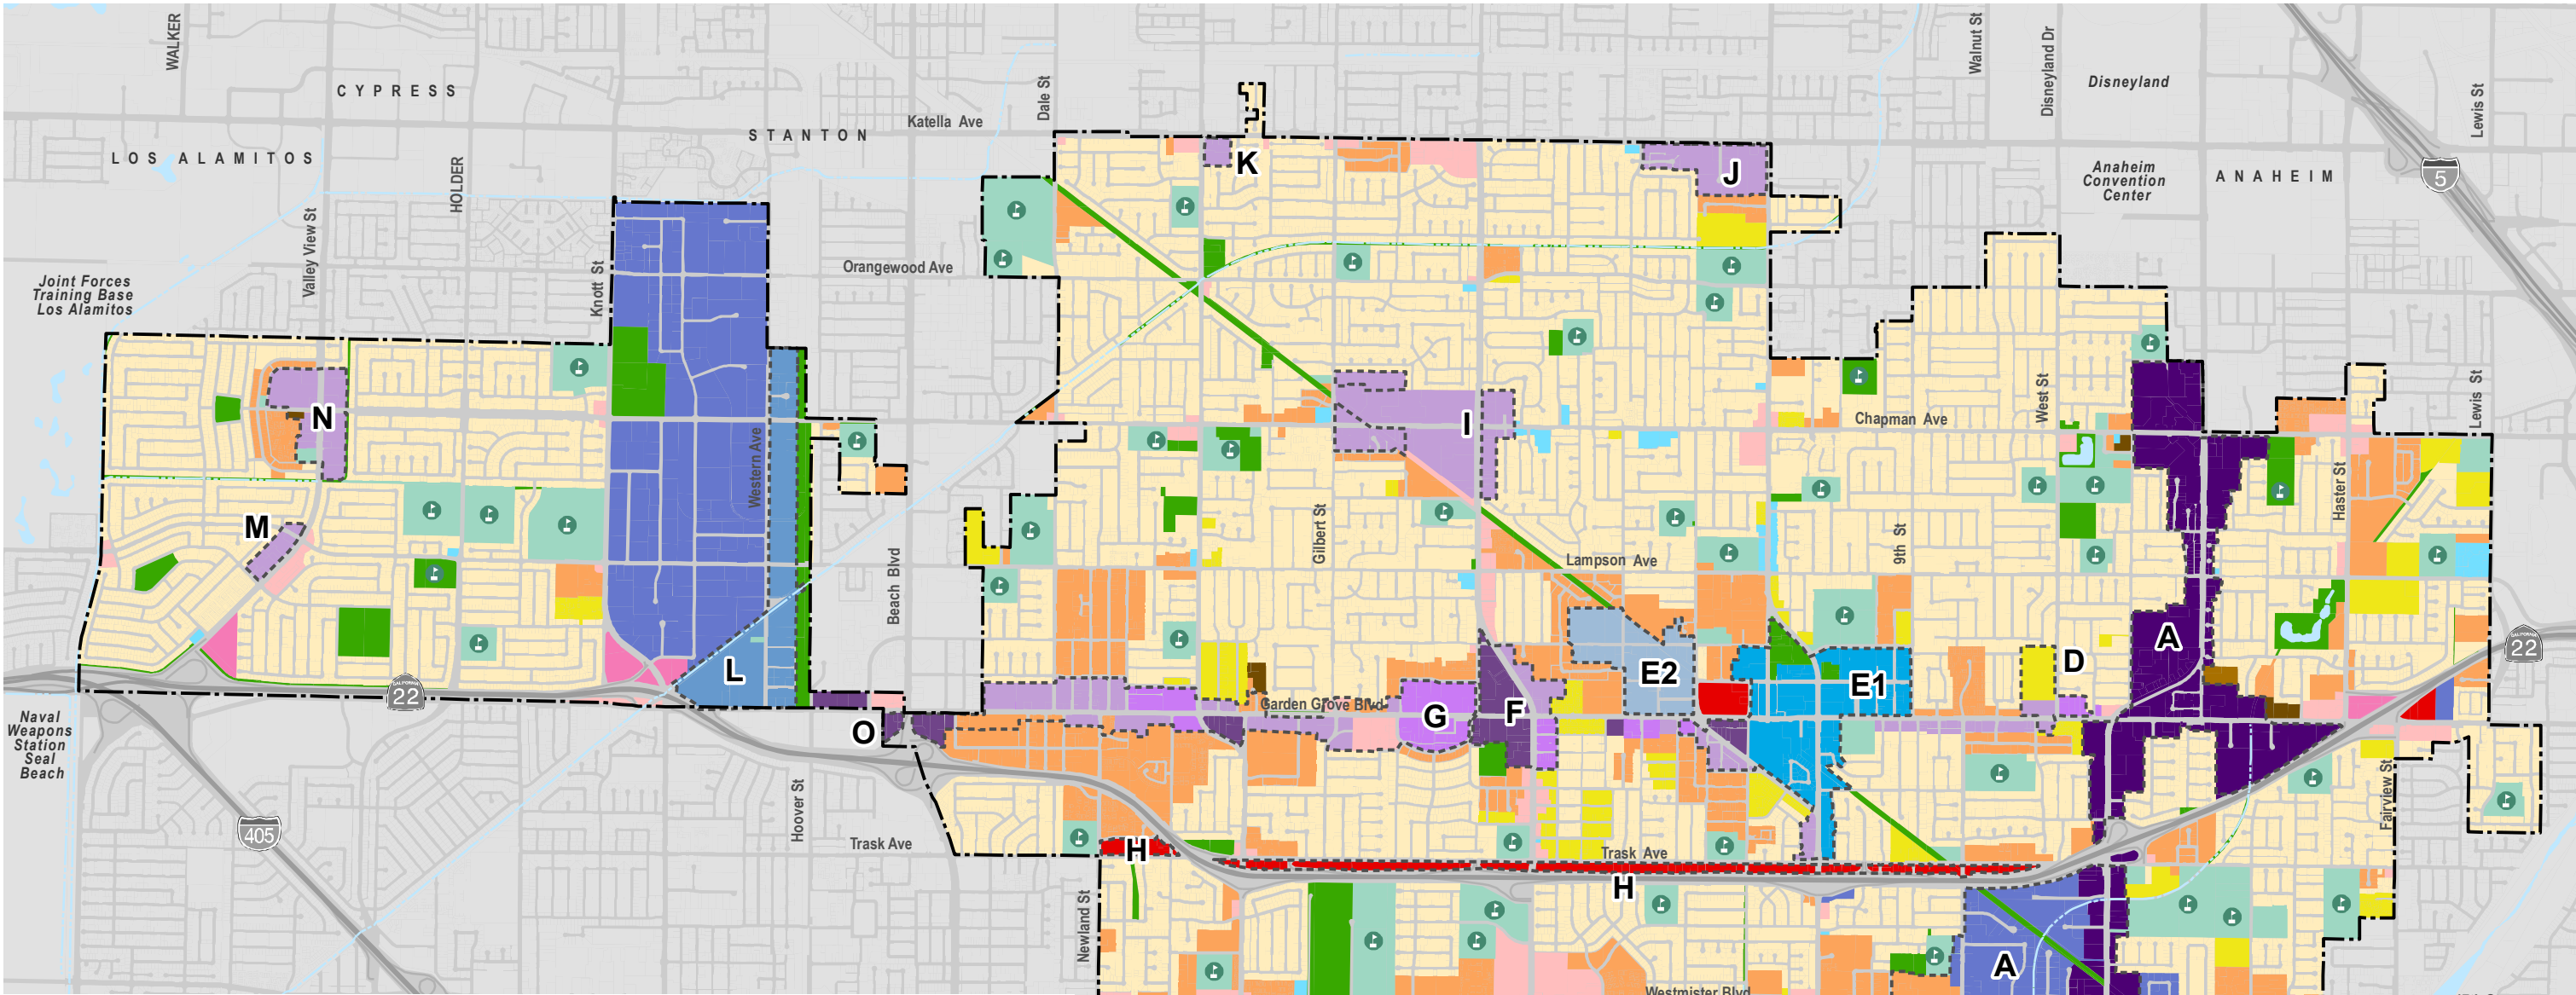 WALKER
CYPRESS
LOS ALAMITOS
HOLDER
STANTON
Katella Ave
Dale St
Walnut St
Disneyland Dr
Disneyland
Lewis St
5
Anaheim
Convention
Center
ANAHEIM
K
J
Joint Forces
Training Base
Los Alamitos
Valley View St
Knott St
Orangewood Ave
N
M
Western Ave
I
Chapman Ave
West St
Lewis St
Haster St
Gilbert St
Beach Blvd
Lampson Ave
9th St
L
22
405
Naval
Weapons
Station
Seal
Beach
O
Garden Grove Blvd
G
F
E2
E1
D
A
22
Hoover St
Trask Ave
Newland St
H
Trask Ave
H
Fairview St
A
Westminster Blvd